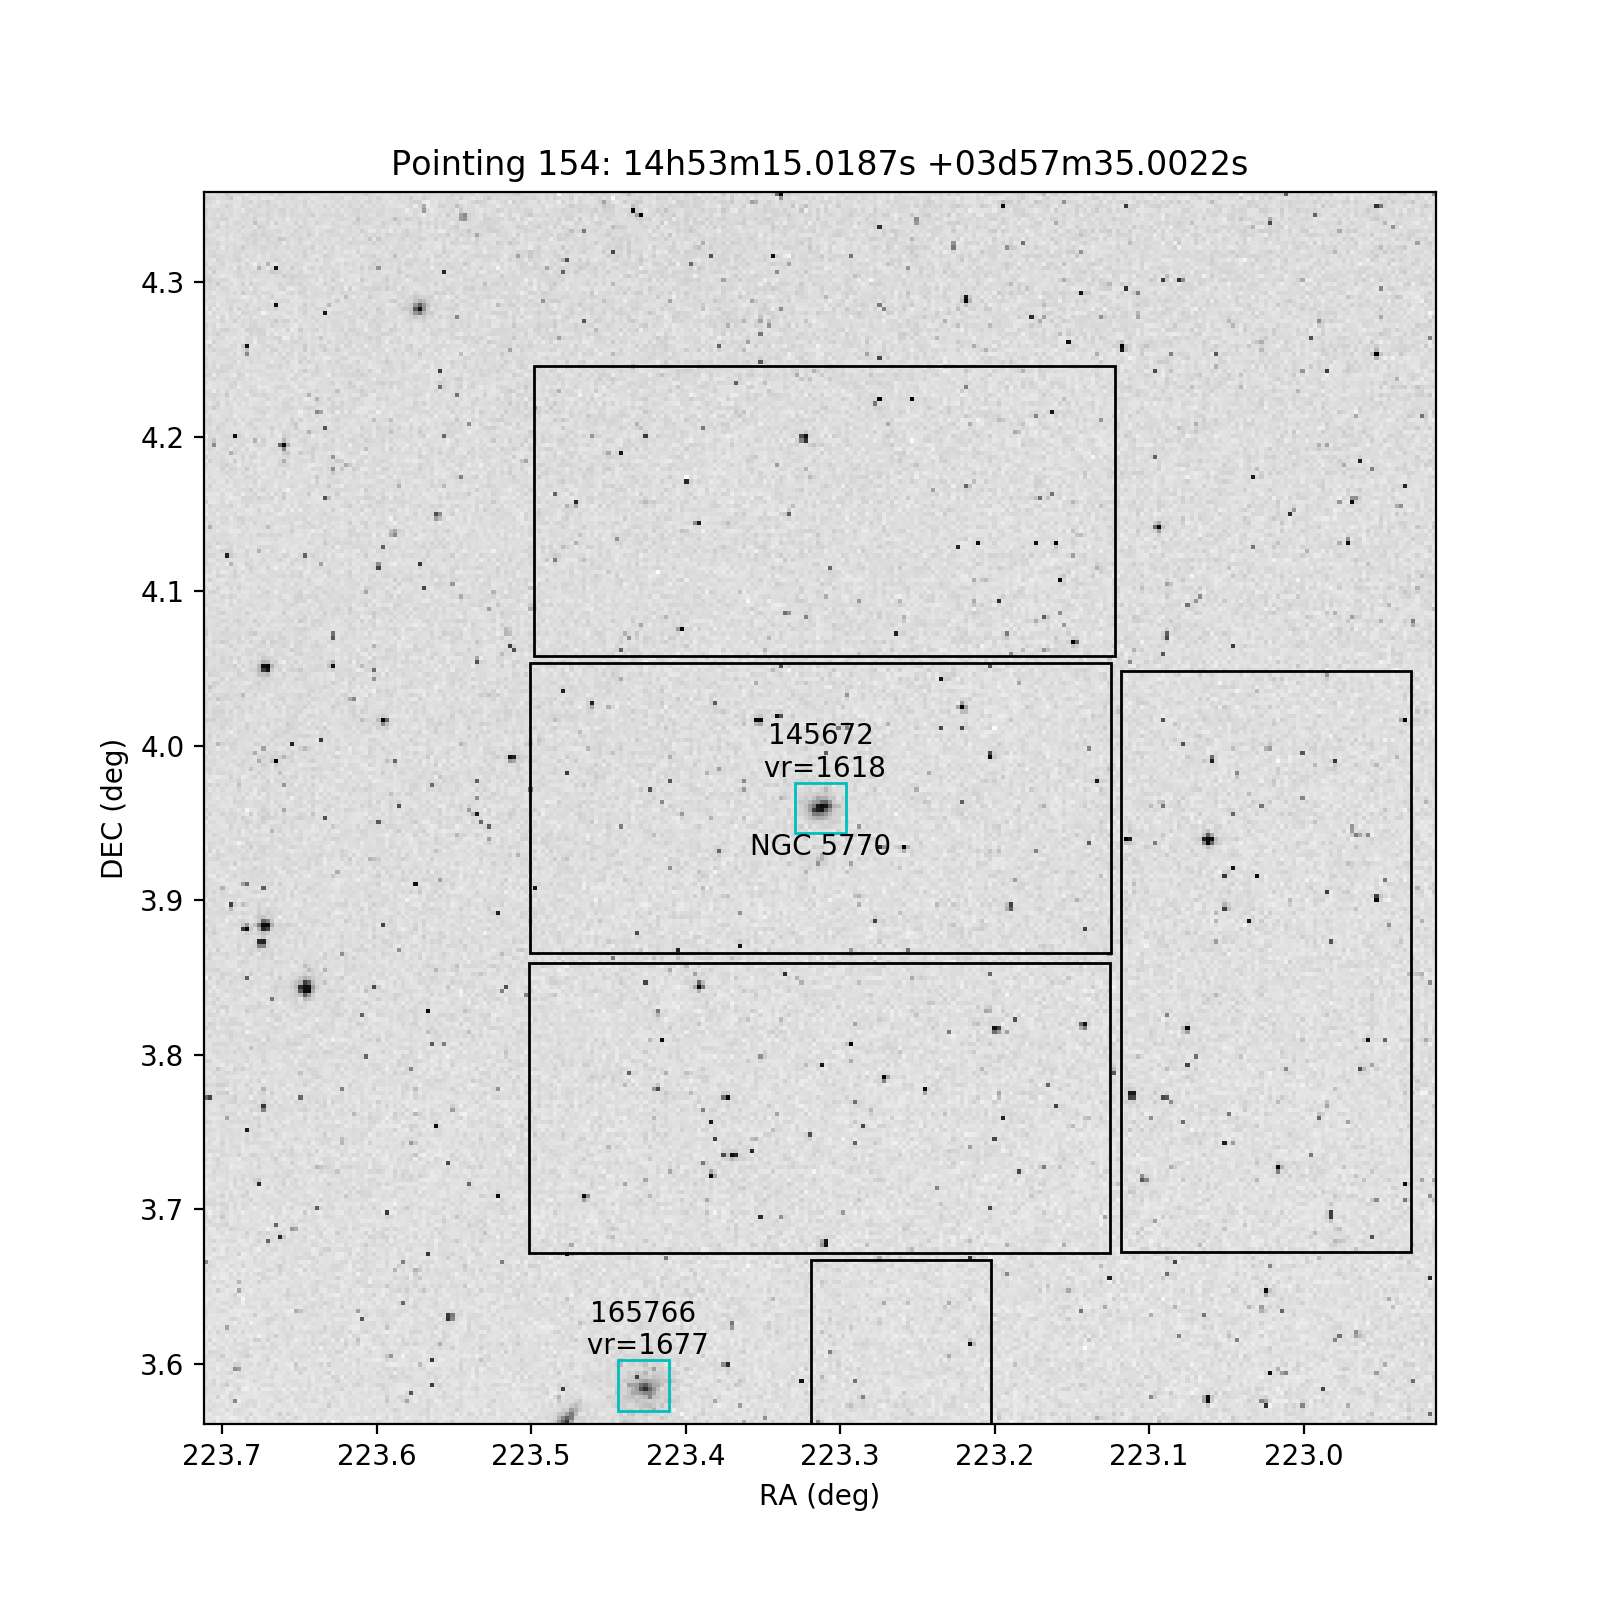 Pointing 154: 14h53m15.0187s +03d57m35.0022s
4.3
4.2
4.1
4.0
3.9
3.8
3.7
3.6
DEC (deg)
145672
vr=1618
NGC 5770
165766
vr=1677
223.7 223.6 223.5 223.4 223.3 223.2 223.1 223.0
RA (deg)